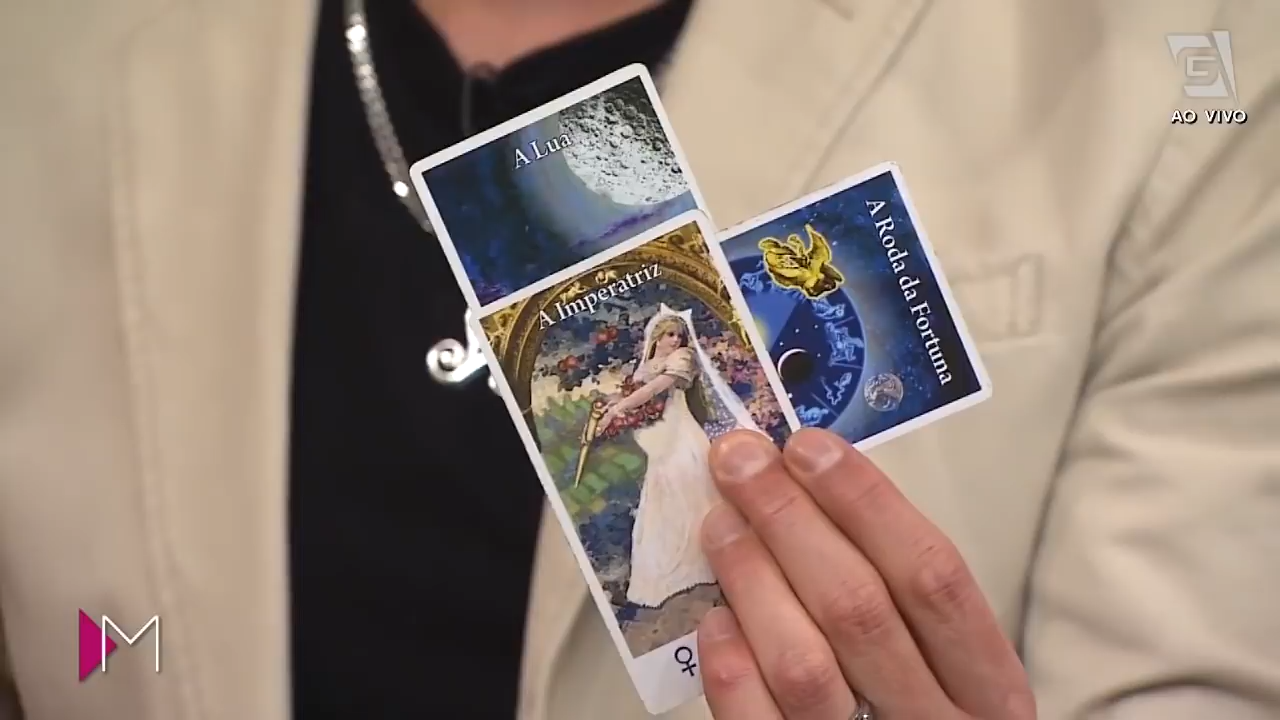 G
AO VIVO
A Lua
A Imperatriz
A Roda da Fortuna
♀
M